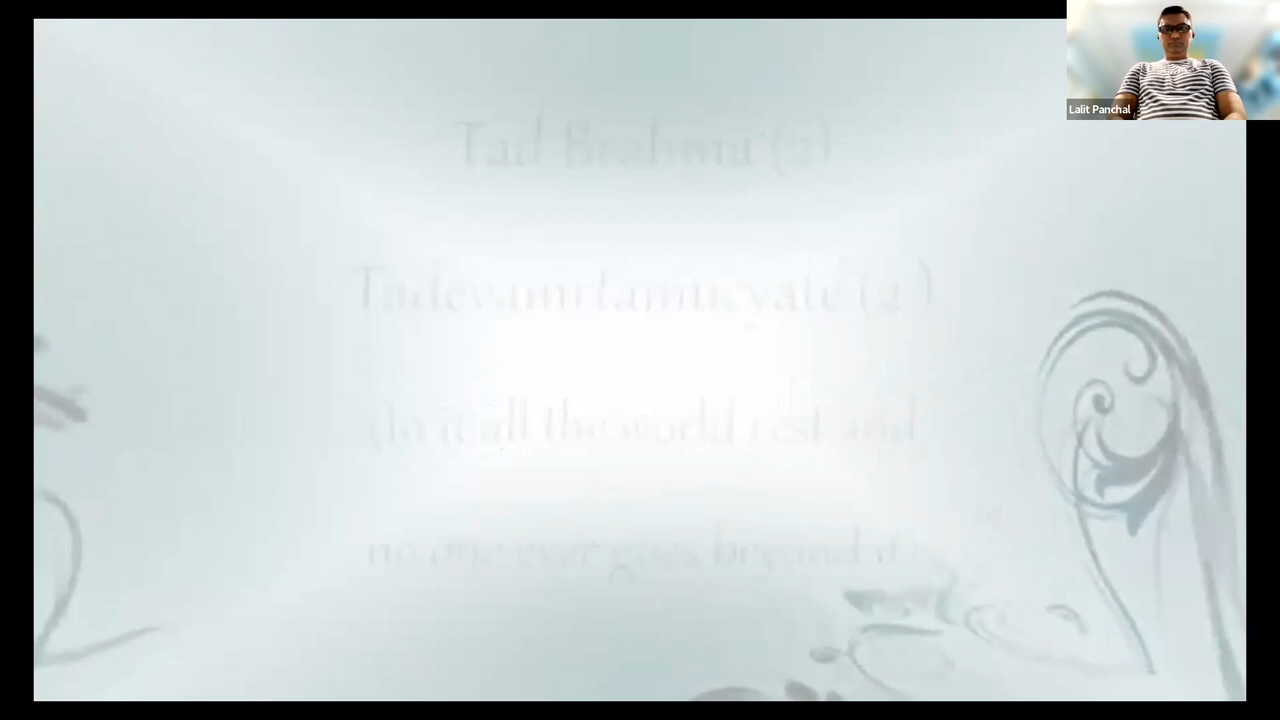 Lalit Panchal
Tad Brahma (2)
Tadevamrtamucyate (2 )
(In it all the world rest and
no one ever goes beyond it)